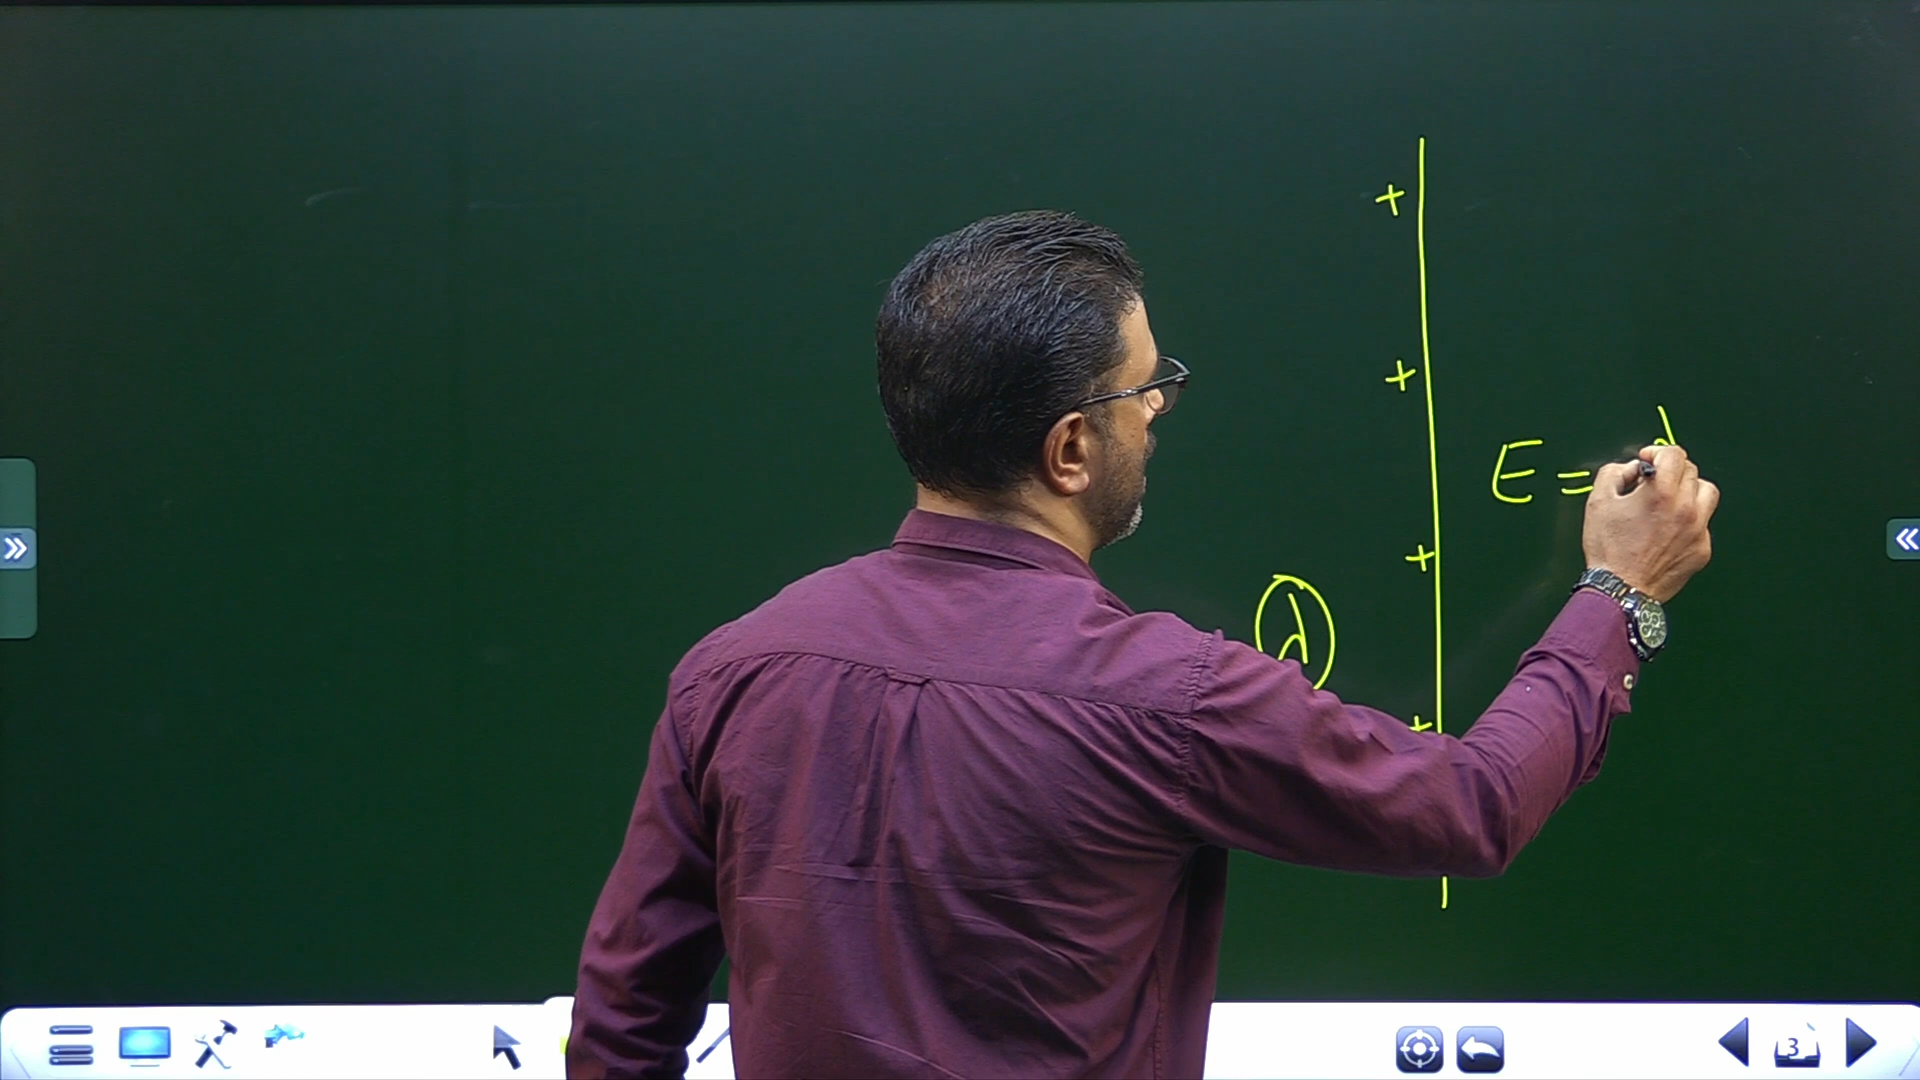 +
+
E = λ
+
λ
+
3